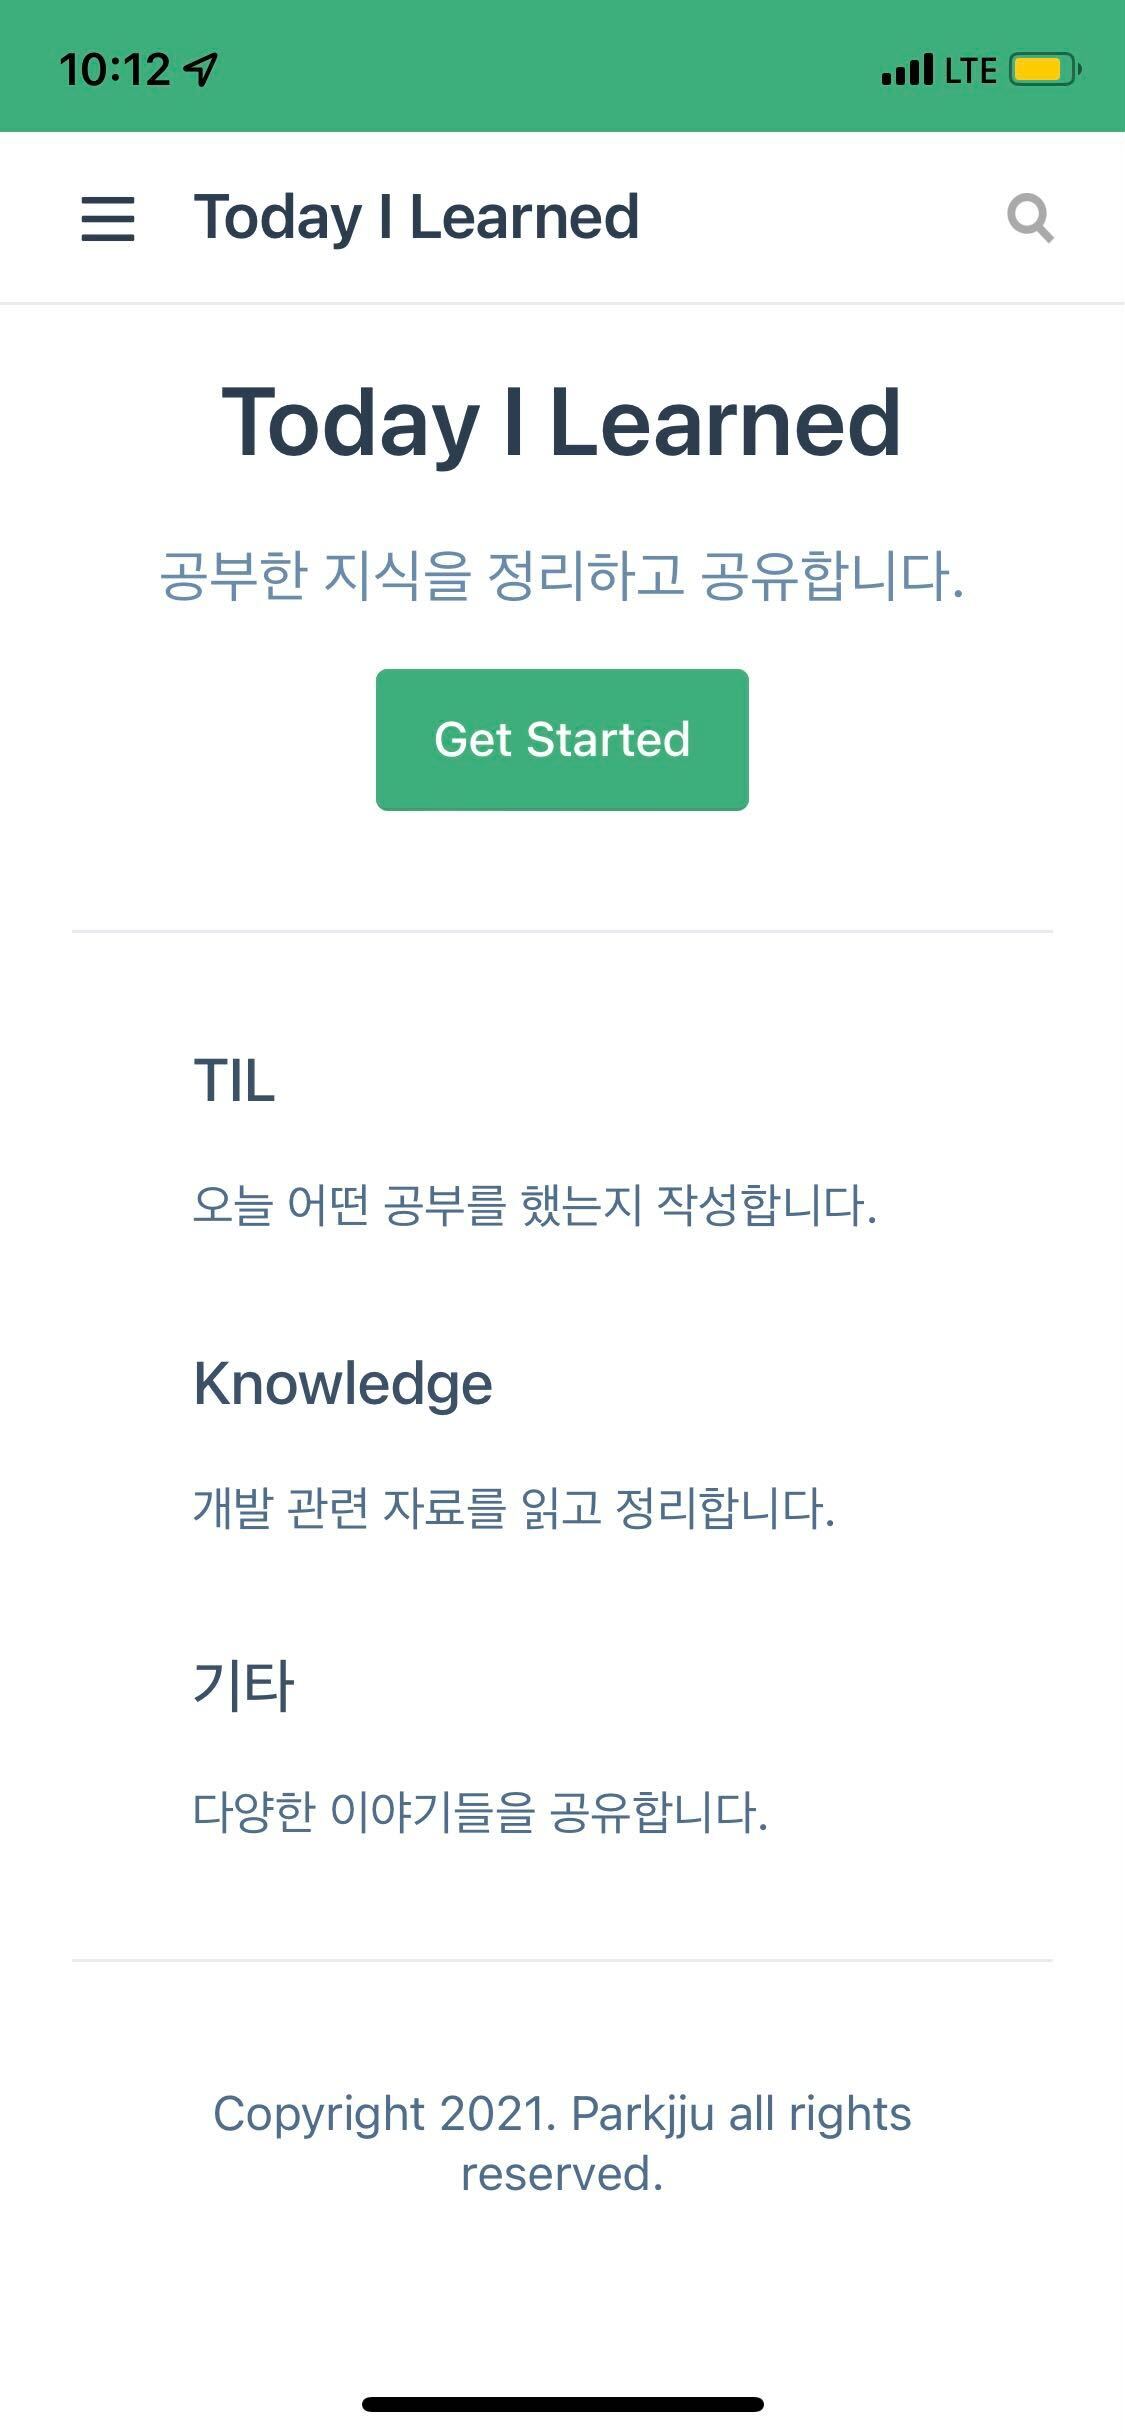 10:12
LTE
Today I Learned
Today I Learned
공부한 지식을 정리하고 공유합니다.
Get Started
TIL
오늘 어떤 공부를 했는지 작성합니다.
Knowledge
개발 관련 자료를 읽고 정리합니다.
기타
다양한 이야기들을 공유합니다.
Copyright 2021. Parkjju all rights
reserved.